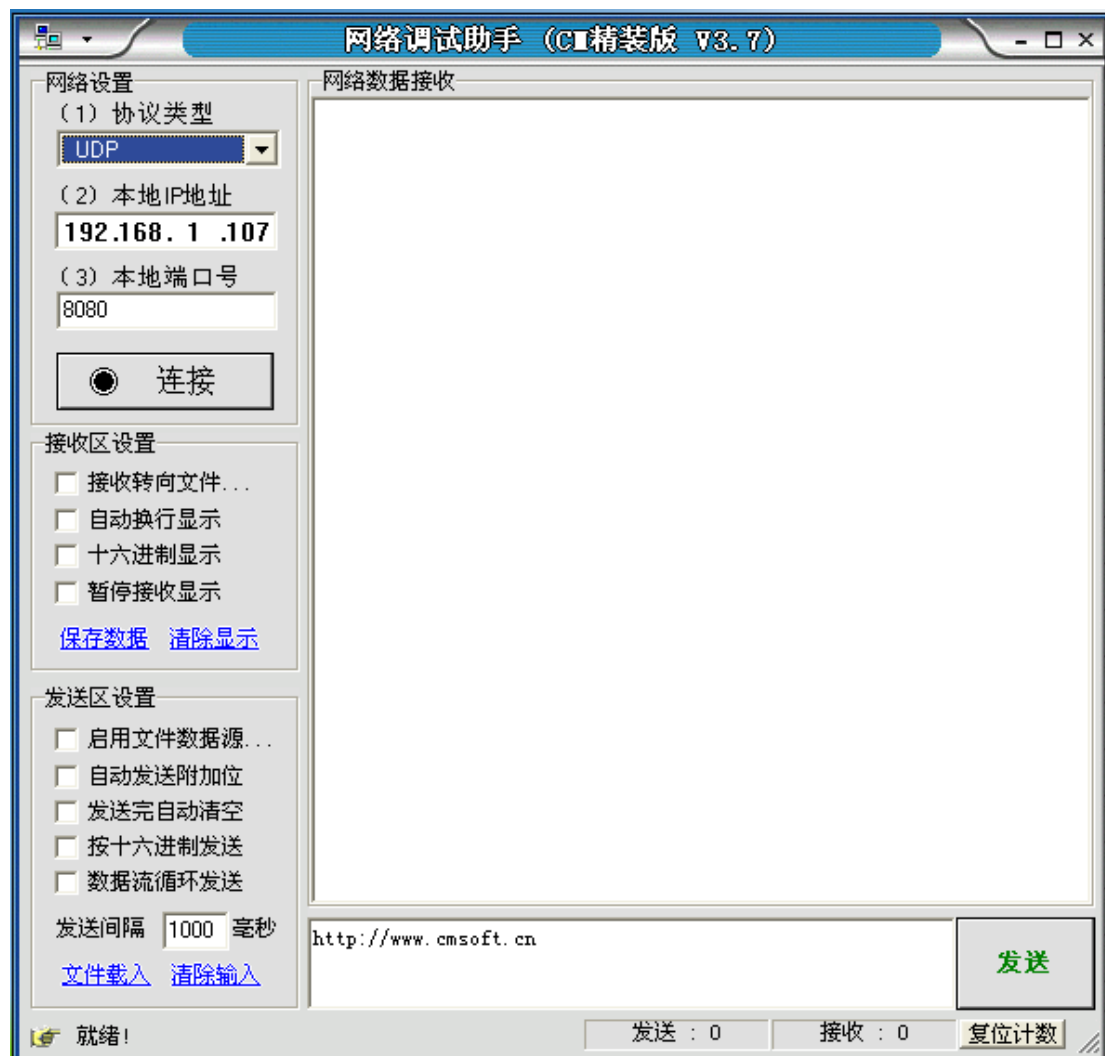 网络调试助手 (CⅢ精装版 V3.7)
网络设置
(1) 协议类型
UDP
(2) 本地IP地址
192.168. 1 .107
(3) 本地端口号
8080
连接
接收区设置
接收转向文件...
自动换行显示
十六进制显示
暂停接收显示
保存数据 清除显示
发送区设置
启用文件数据源...
自动发送附加位
发送完自动清空
按十六进制发送
数据流循环发送
发送间隔 1000 毫秒
文件载入 清除输入
网络数据接收
http://www.cmsoft.cn
发送
就绪!
发送 : 0
接收 : 0
复位计数